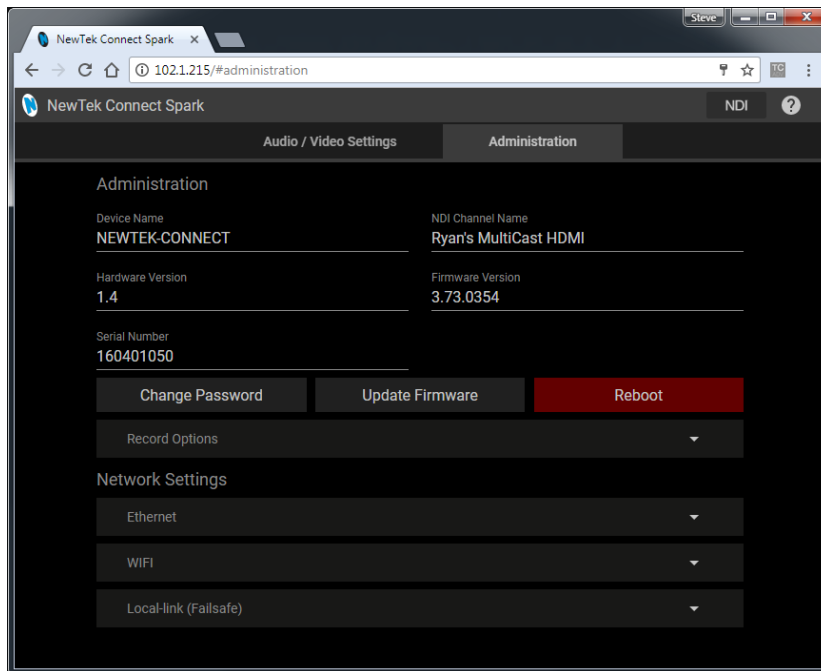 Steve
NewTek Connect Spark
102.1.215/#administration
TC
NewTek Connect Spark
NDI
?
Audio / Video Settings
Administration
Administration
Device Name
NDI Channel Name
NEWTEK-CONNECT
Ryan's MultiCast HDMI
Hardware Version
Firmware Version
1.4
3.73.0354
Serial Number
160401050
Change Password
Update Firmware
Reboot
Record Options
Network Settings
Ethernet
WIFI
Local-link (Failsafe)